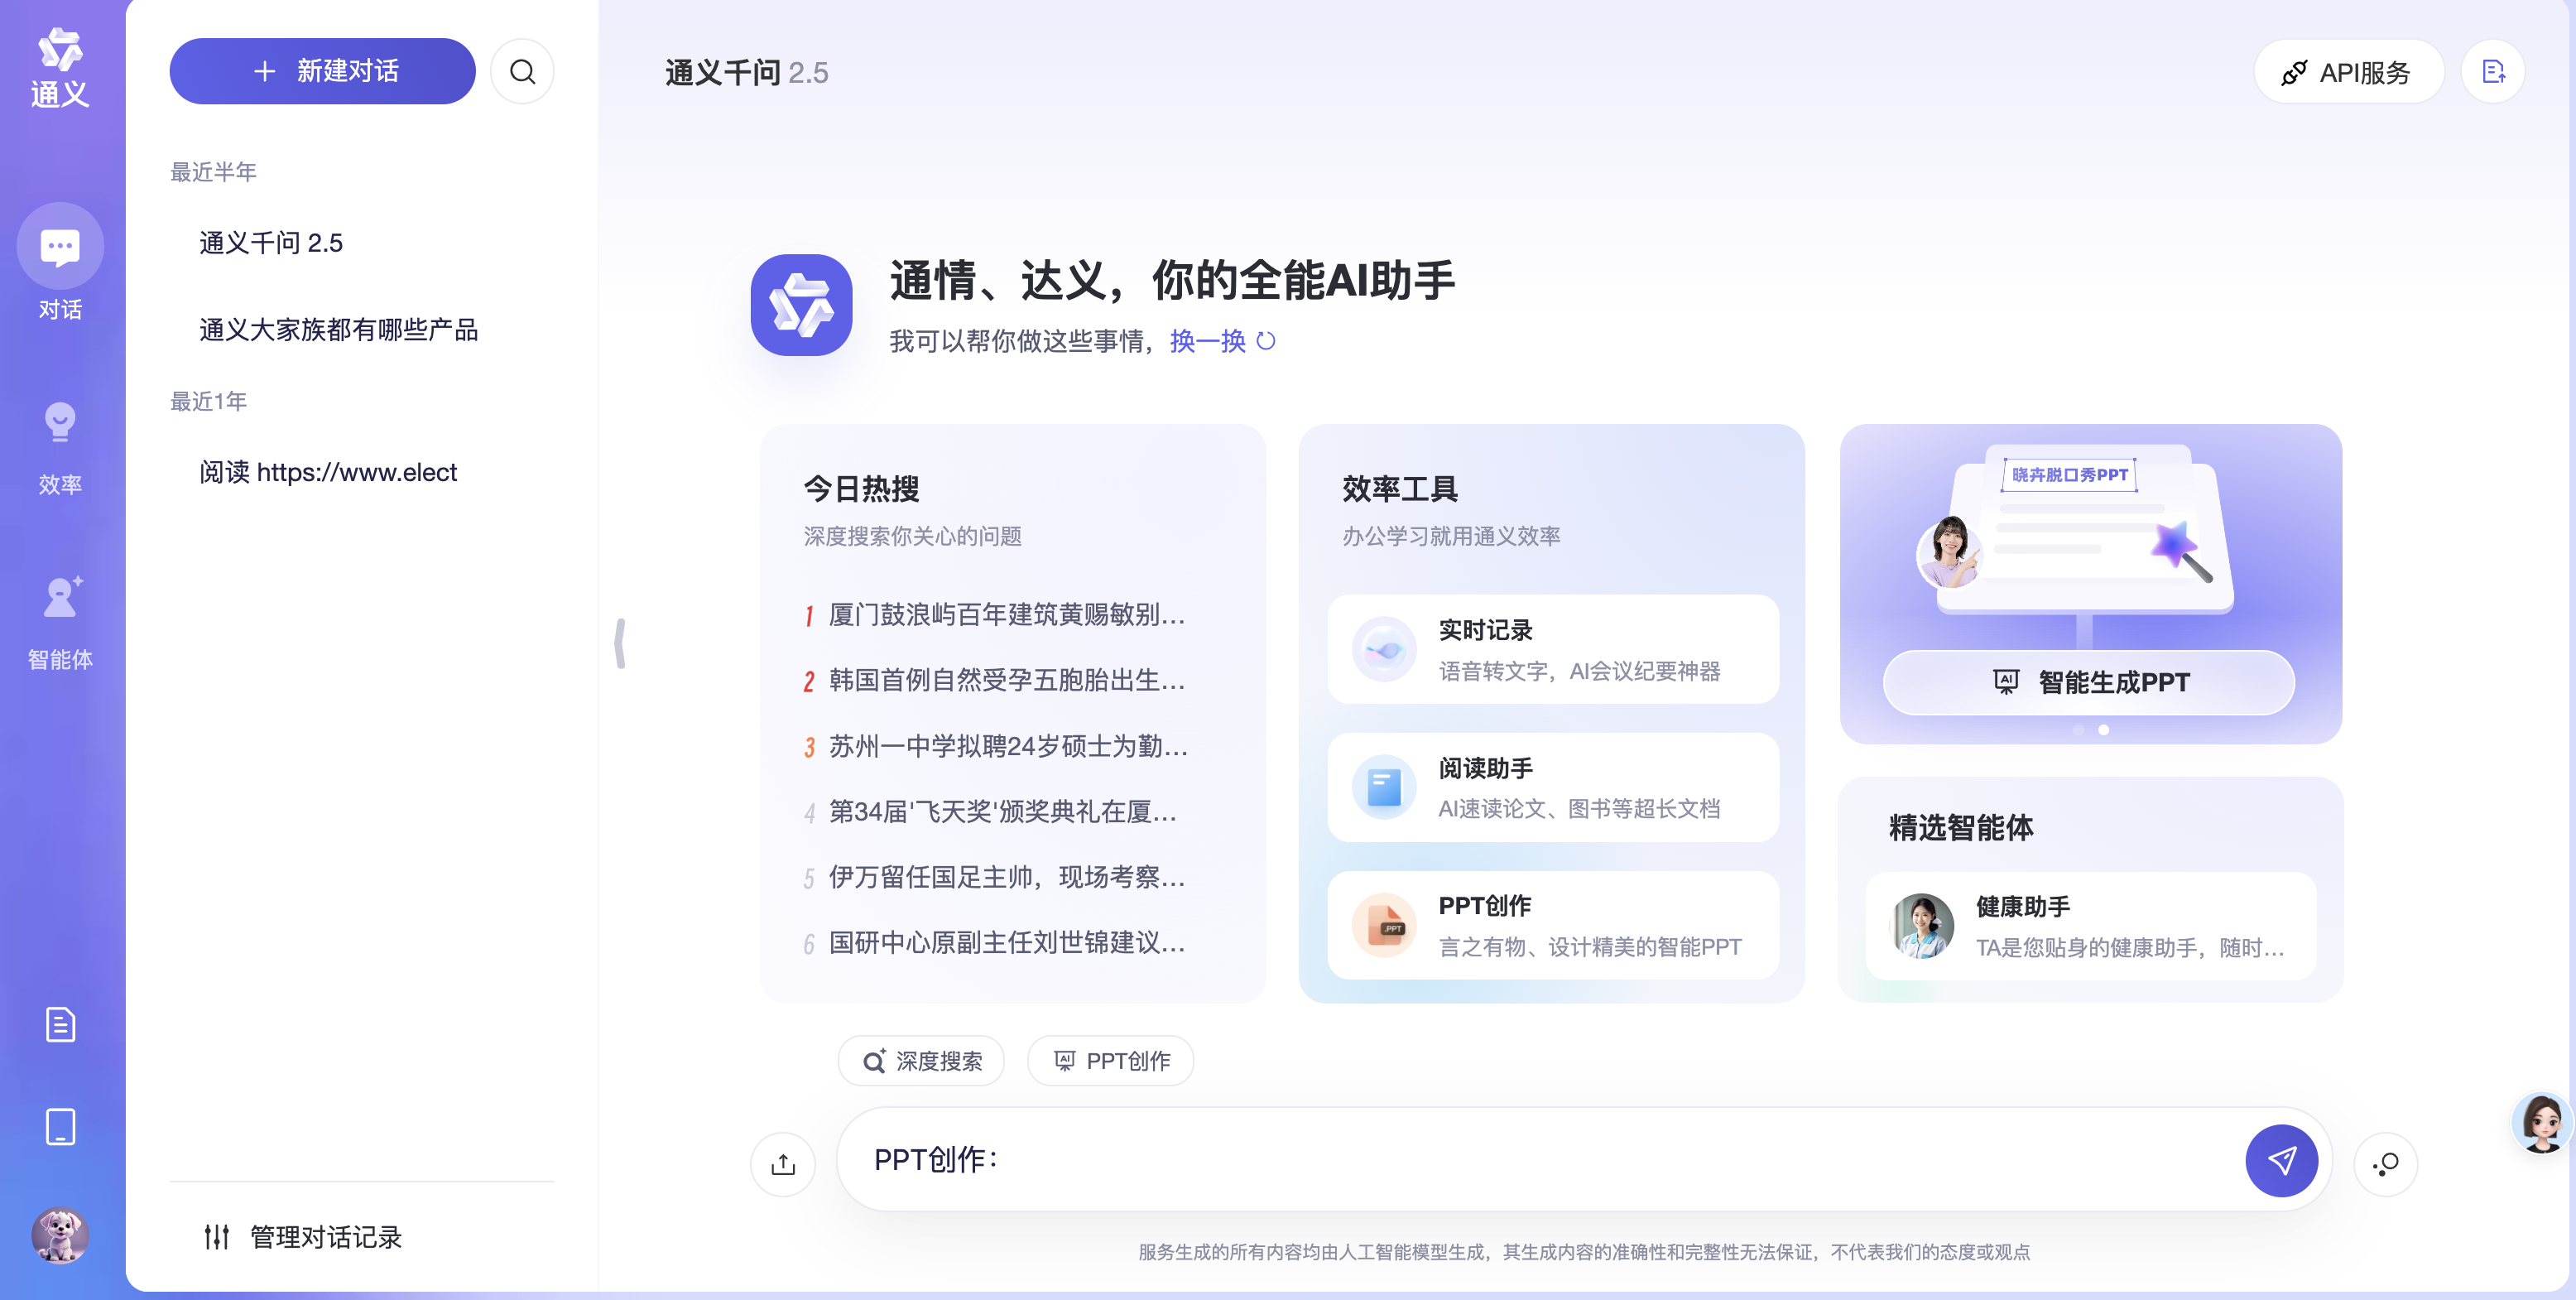 通义
对话
效率
智能体
新建对话
最近半年
通义千问 2.5
通义大家族都有哪些产品
最近1年
阅读 https://www.elect
管理对话记录
通义千问 2.5
API服务
通情、达义，你的全能AI助手
我可以帮你做这些事情，换一换
今日热搜
深度搜索你关心的问题
1 厦门鼓浪屿百年建筑黄赐敏别...
2 韩国首例自然受孕五胞胎出生...
3 苏州一中学拟聘24岁硕士为勤...
4 第34届'飞天奖'颁奖典礼在厦...
5 伊万留任国足主帅，现场考察...
6 国研中心原副主任刘世锦建议...
效率工具
办公学习就用通义效率
实时记录
语音转文字，AI会议纪要神器
阅读助手
AI速读论文、图书等超长文档
.PPT
PPT创作
言之有物、设计精美的智能PPT
晓卉脱口秀PPT
AI 智能生成PPT
精选智能体
健康助手
TA是您贴身的健康助手，随时...
深度搜索
AI PPT创作
PPT创作：
服务生成的所有内容均由人工智能模型生成，其生成内容的准确性和完整性无法保证，不代表我们的态度或观点